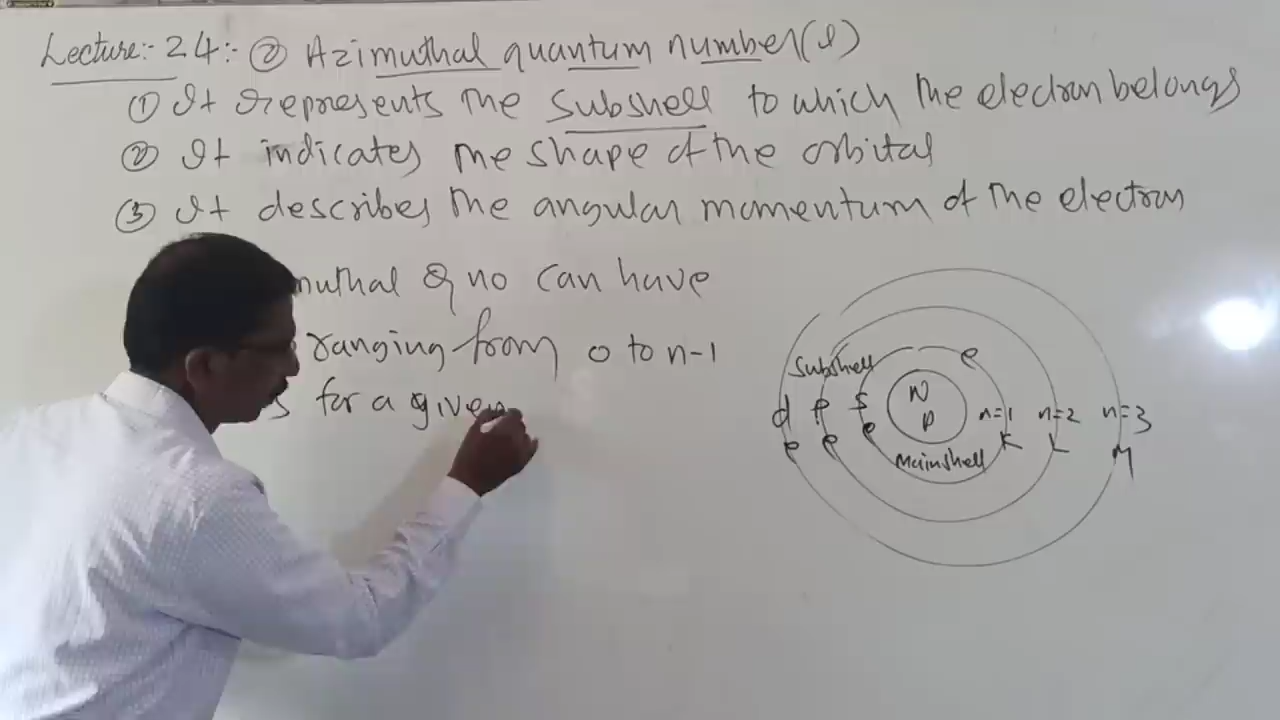 Lecture:- 24:- ② Azimuthal quantum number(l)
① It represents the subshell to which the electron belongs
② It indicates the shape of the orbital
③ It describes the angular momentum of the electron
muthal Q no can have
ranging from 0 to n-1
s for a given
Subshell e
N
d p s P n=1 n=2 n=3
e e e K L M
Mainshell